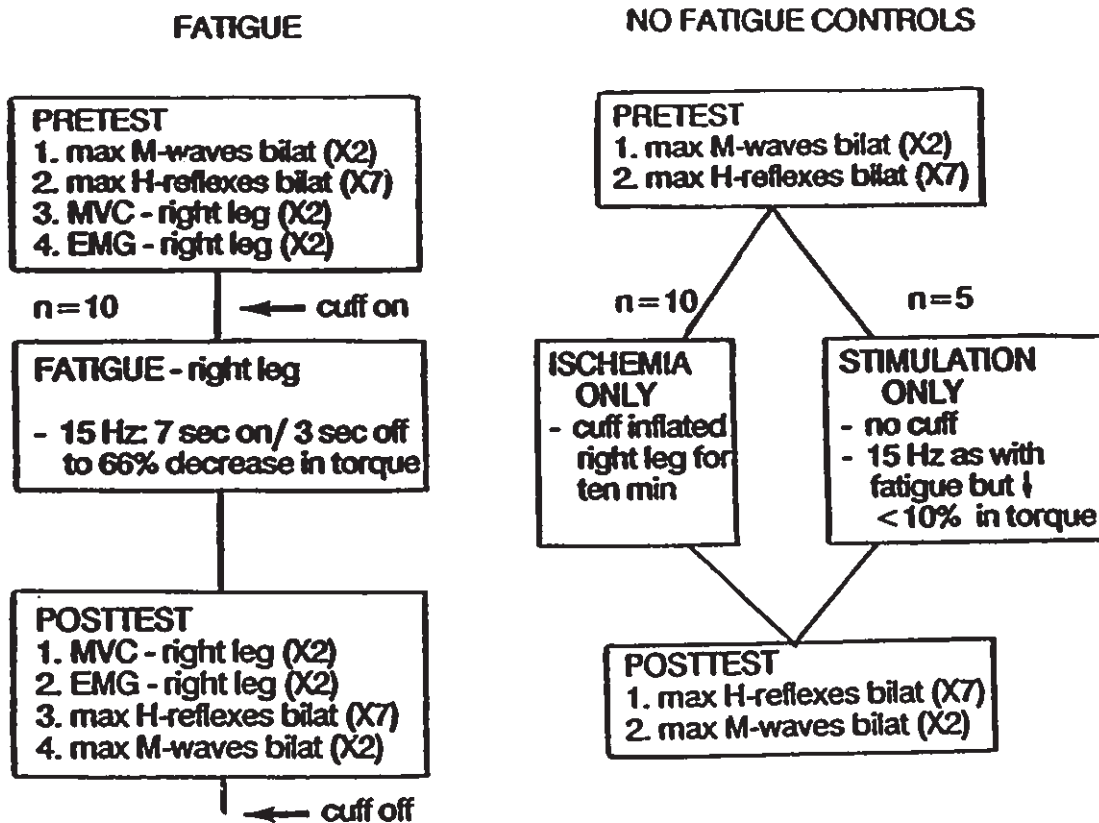 FATIGUE
PRETEST
1. max M-waves bilat (X2)
2. max H-reflexes bilat (X7)
3. MVC - right leg (X2)
4. EMG - right leg (X2)
n=10
← cuff on
FATIGUE - right leg
- 15 Hz: 7 sec on/ 3 sec off
to 66% decrease in torque
POSTTEST
1. MVC - right leg (X2)
2. EMG - right leg (X2)
3. max H-reflexes bilat (X7)
4. max M-waves bilat (X2)
← cuff off
NO FATIGUE CONTROLS
PRETEST
1. max M-waves bilat (X2)
2. max H-reflexes bilat (X7)
n=10
ISCHEMIA
ONLY
- cuff inflated
right leg for
ten min
n=5
STIMULATION
ONLY
- no cuff
- 15 Hz as with
fatigue but ↓
<10% in torque
POSTTEST
1. max H-reflexes bilat (X7)
2. max M-waves bilat (X2)